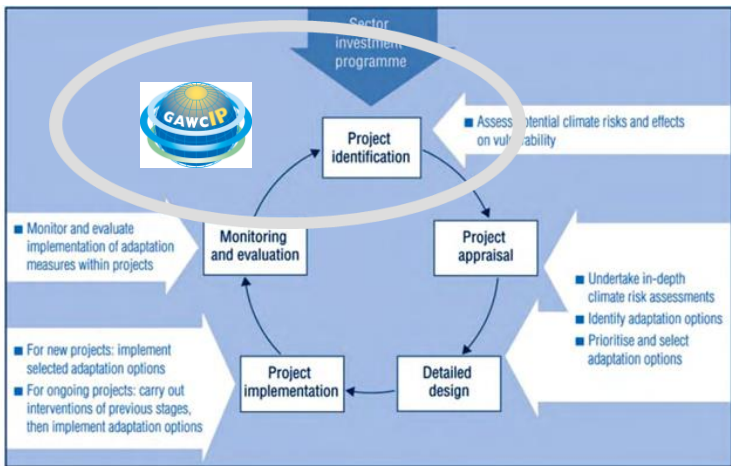 Sector
investment
programme
GAWCIP
Project
identification
■ Assess potential climate risks and effects
on vulnerability
■ Monitor and evaluate
implementation of adaptation
measures within projects
Monitoring
and evaluation
Project
appraisal
■ Undertake in-depth
climate risk assessments
■ Identify adaptation options
■ Prioritise and select
adaptation options
■ For new projects: implement
selected adaptation options
■ For ongoing projects: carry out
interventions of previous stages,
then implement adaptation options
Project
implementation
Detailed
design